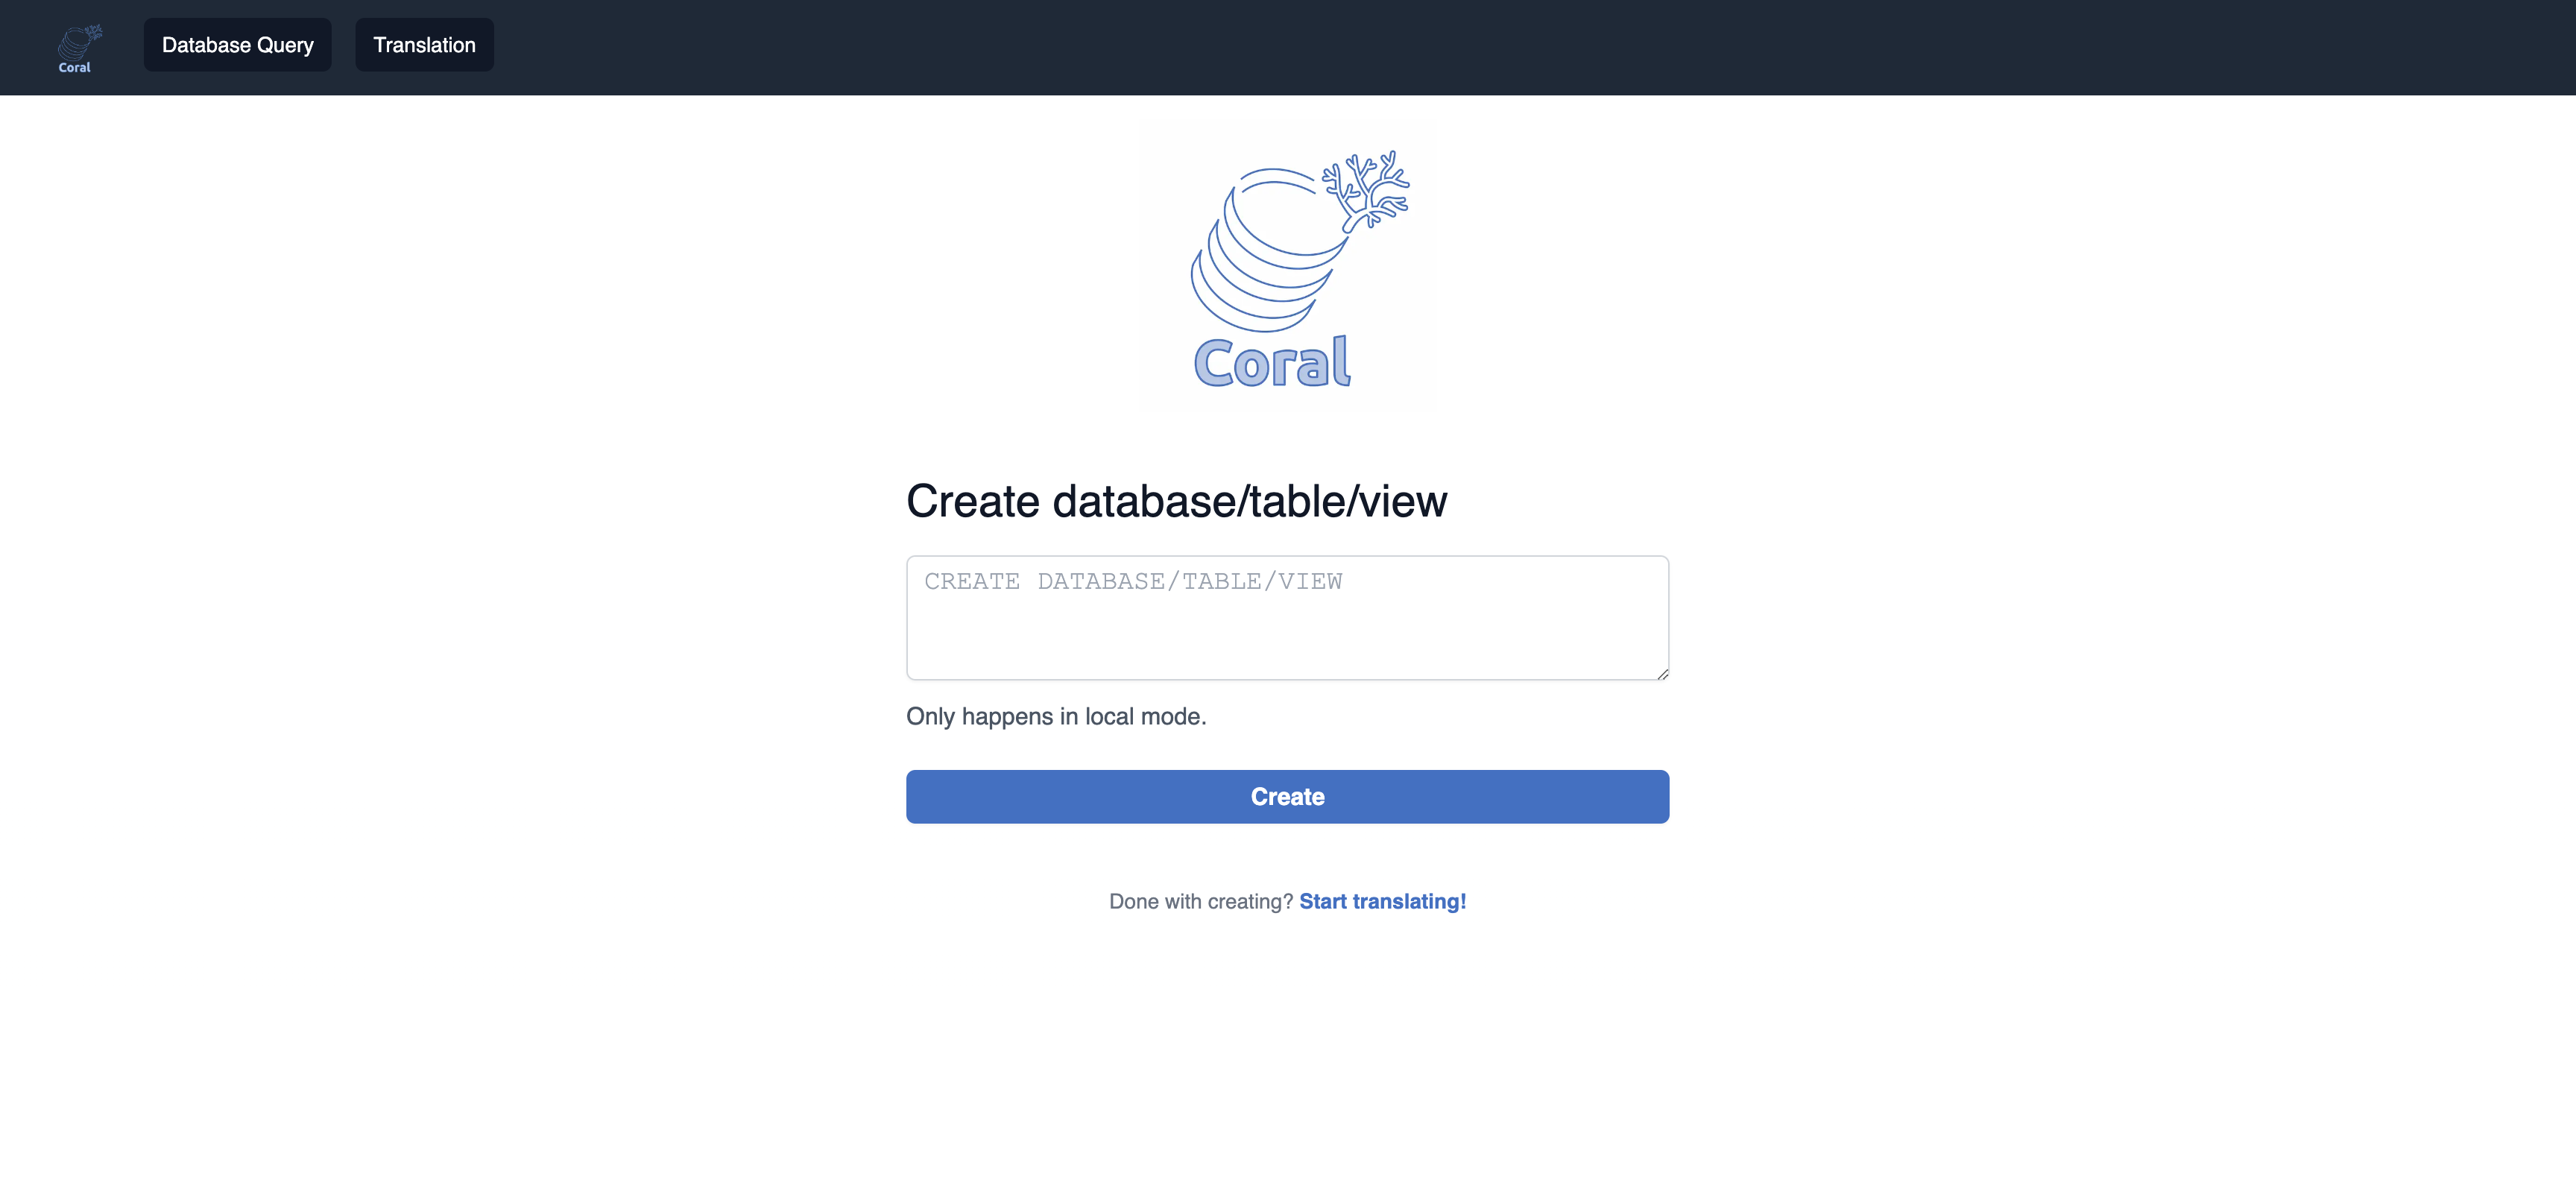 Coral
Database Query
Translation
Coral
Create database/table/view
CREATE DATABASE/TABLE/VIEW
Only happens in local mode.
Create
Done with creating? Start translating!